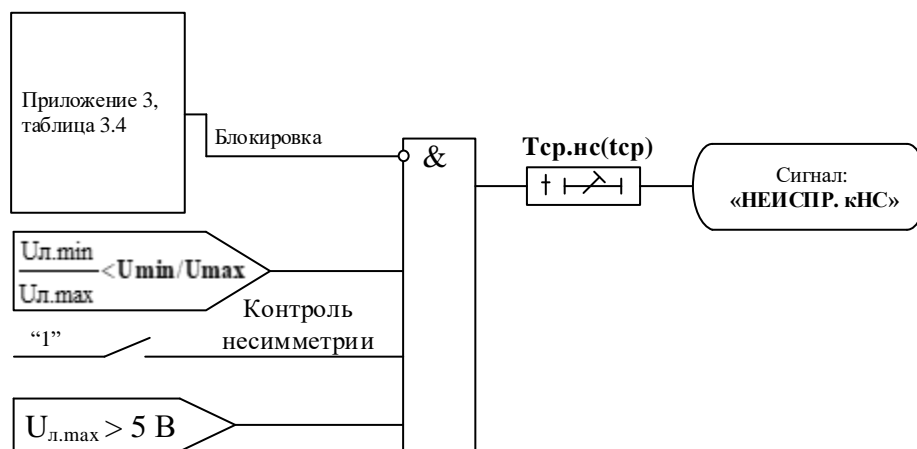 Приложение 3,
таблица 3.4
Блокировка
&
Тср.нс(tср)
Сигнал:
«НЕИСПР. кНС»
Uл.min
Uл.max
<Umin/Umax
Контроль
несимметрии
“1”
Uл.max > 5 В